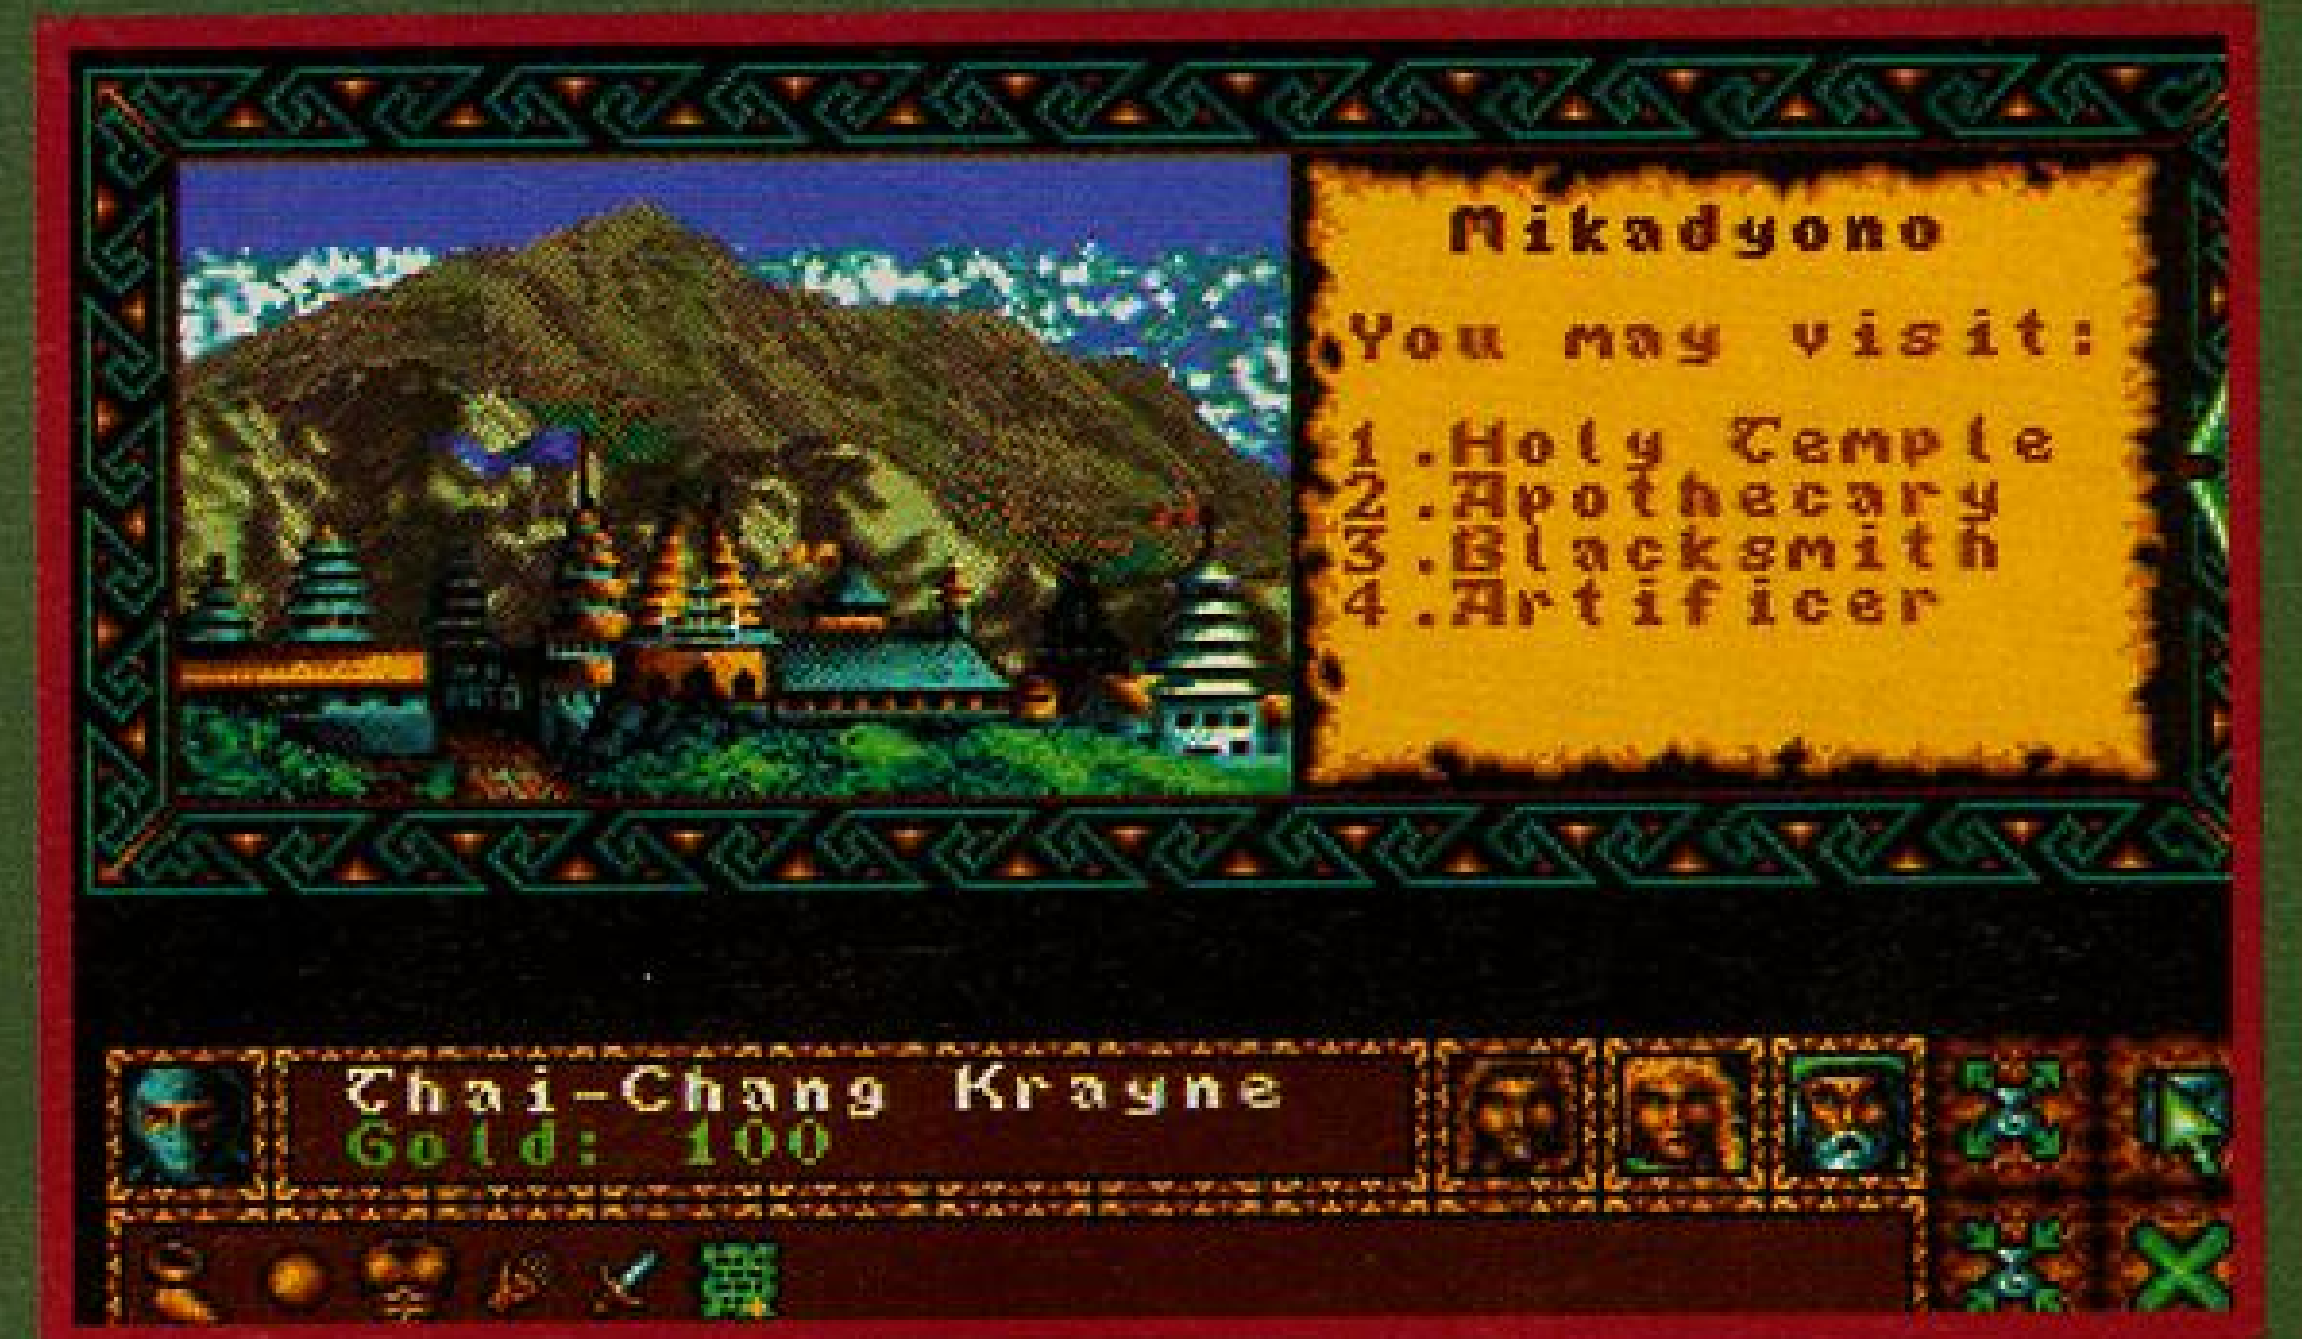 Mikadyono
You may visit:
1.Holy Temple
2.Apothecary
3.Blacksmith
4.Artificer
Thai-Chang Krayne
Gold: 100